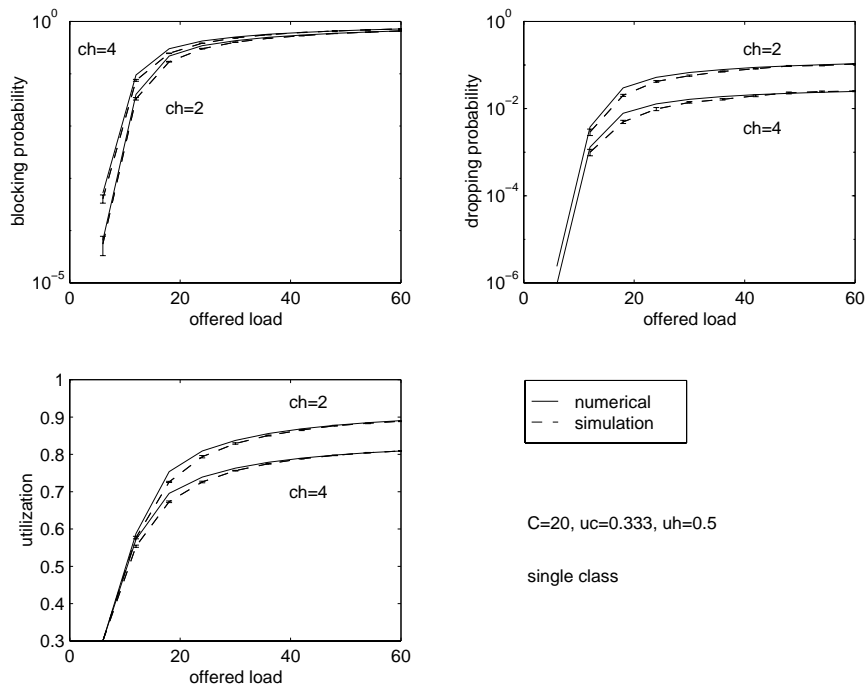 10^0
blocking probability
10^-5
ch=4
ch=2
0
20
40
60
offered load
10^0
10^-2
10^-4
10^-6
dropping probability
ch=2
ch=4
0
20
40
60
offered load
1
0.9
0.8
0.7
0.6
0.5
0.4
0.3
utilization
ch=2
ch=4
0
20
40
60
offered load
numerical
simulation
C=20, uc=0.333, uh=0.5
single class